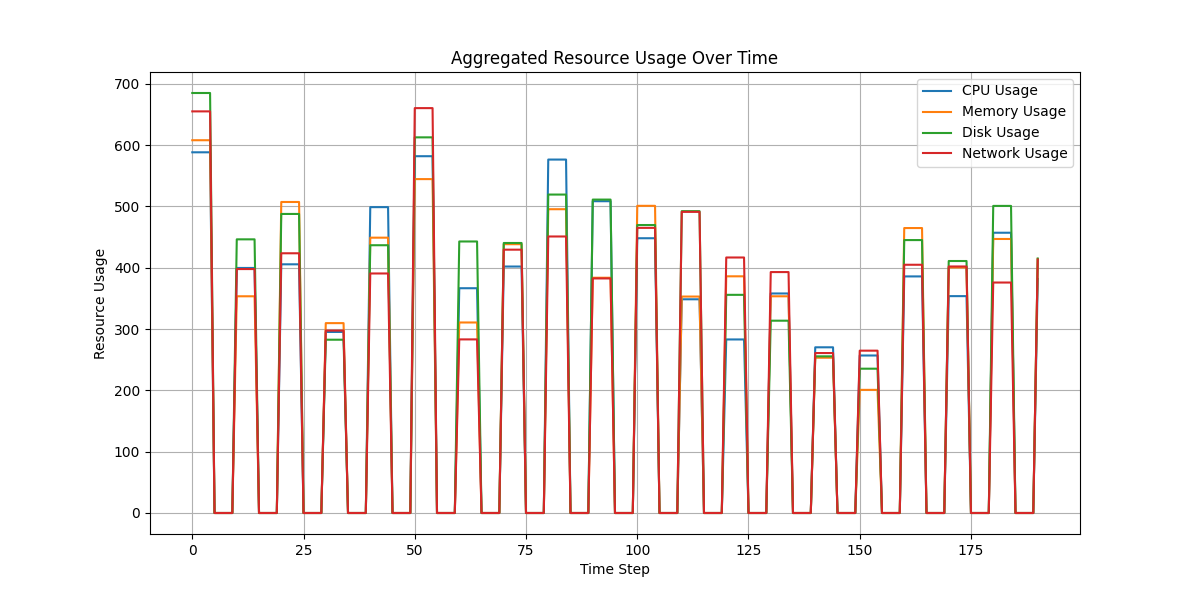 Aggregated Resource Usage Over Time
CPU Usage
Memory Usage
Disk Usage
Network Usage
Resource Usage
700
600
500
400
300
200
100
0
0 25 50 75 100 125 150 175
Time Step